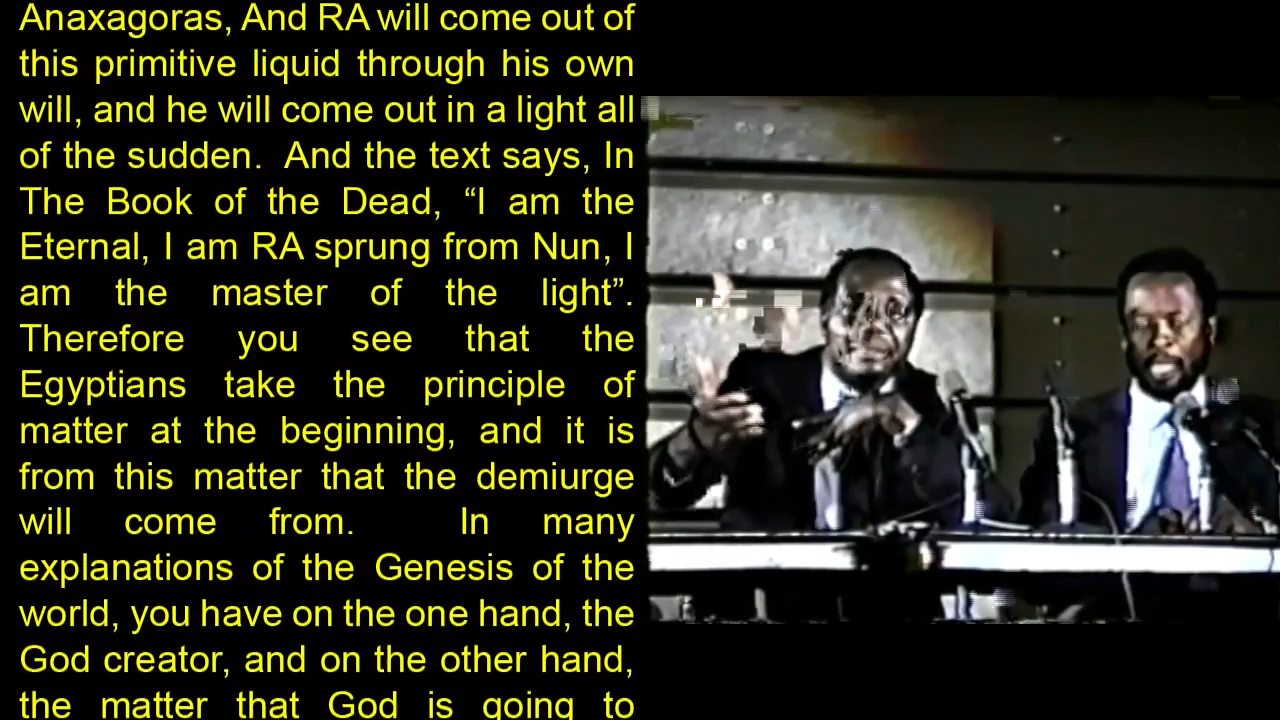 Anaxagoras, And RA will come out of
this primitive liquid through his own
will, and he will come out in a light all
of the sudden.  And the text says, In
The Book of the Dead, “I am the
Eternal, I am RA sprung from Nun, I
am the master of the light”.
Therefore you see that the
Egyptians take the principle of
matter at the beginning, and it is
from this matter that the demiurge
will come from.  In many
explanations of the Genesis of the
world, you have on the one hand, the
God creator, and on the other hand,
the matter that God is going to